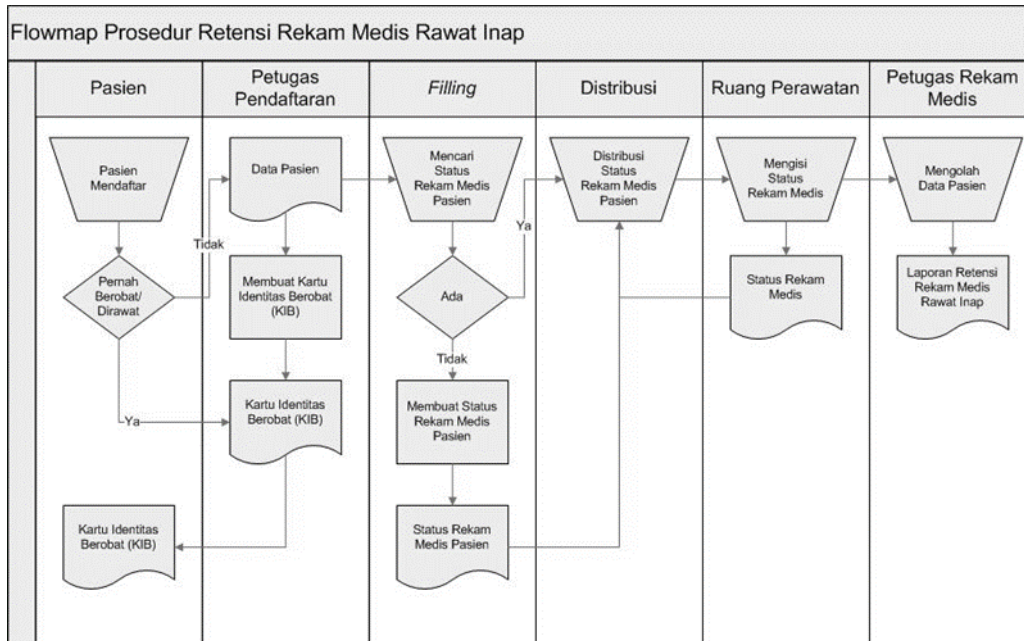 Flowmap Prosedur Retensi Rekam Medis Rawat Inap
Pasien
Petugas
Pendaftaran
Filling
Distribusi
Ruang Perawatan
Petugas Rekam
Medis
Pasien
Mendaftar
Pernah
Berobat/
Dirawat
Tidak
Ya
Kartu Identitas
Berobat (KIB)
Data Pasien
Membuat Kartu
Identitas Berobat
(KIB)
Kartu Identitas
Berobat (KIB)
Mencari
Status
Rekam Medis
Pasien
Ada
Ya
Tidak
Membuat Status
Rekam Medis
Pasien
Status Rekam
Medis Pasien
Distribusi
Status
Rekam Medis
Pasien
Mengisi
Status
Rekam Medis
Status Rekam
Medis
Mengolah
Data Pasien
Laporan Retensi
Rekam Medis
Rawat Inap